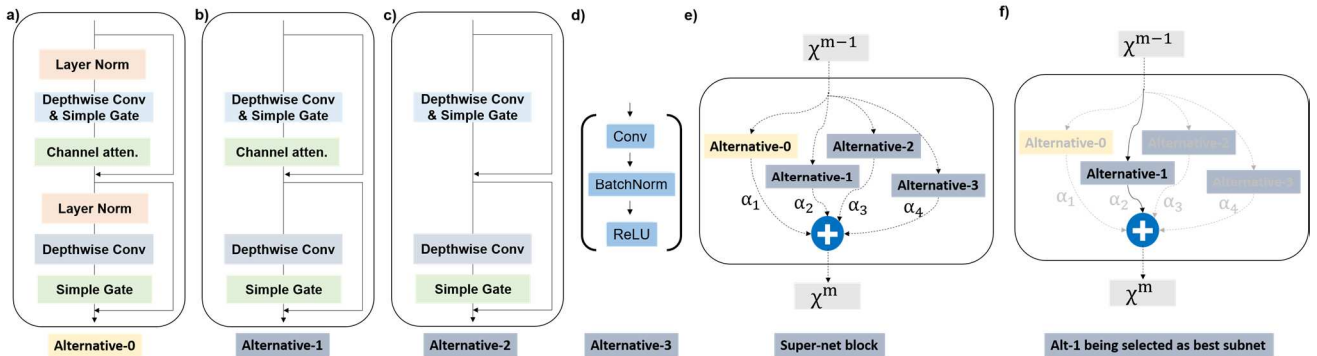 a)
Layer Norm
Depthwise Conv
& Simple Gate
Channel atten.
Layer Norm
Depthwise Conv
Simple Gate
Alternative-0
b)
Depthwise Conv
& Simple Gate
Channel atten.
Depthwise Conv
Simple Gate
Alternative-1
c)
Depthwise Conv
& Simple Gate
Depthwise Conv
Simple Gate
Alternative-2
d)
Conv
BatchNorm
ReLU
Alternative-3
e)
χ^{m−1}
Alternative-0
Alternative-2
Alternative-1
Alternative-3
α₁
α₂
α₃
α₄
χ^m
Super-net block
f)
χ^{m−1}
Alternative-0
Alternative-2
Alternative-1
Alternative-3
α₁
α₂
α₃
α₄
χ^m
Alt-1 being selected as best subnet